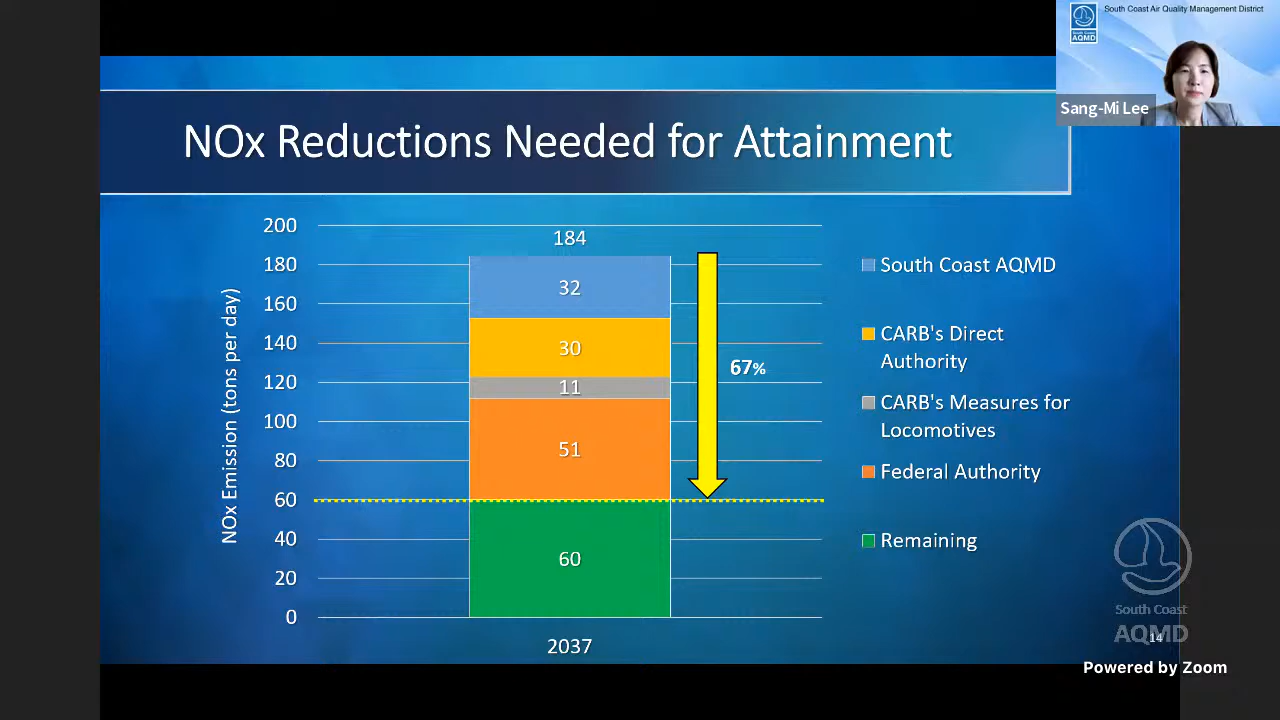 South Coast Air Quality Management District
South Coast
AQMD
Sang-Mi Lee
NOx Reductions Needed for Attainment
NOx Emission (tons per day)
200
180
160
140
120
100
80
60
40
20
0
184
32
30
11
51
60
67%
2037
South Coast AQMD
CARB's Direct
Authority
CARB's Measures for
Locomotives
Federal Authority
Remaining
South Coast
AQMD
14
Powered by Zoom